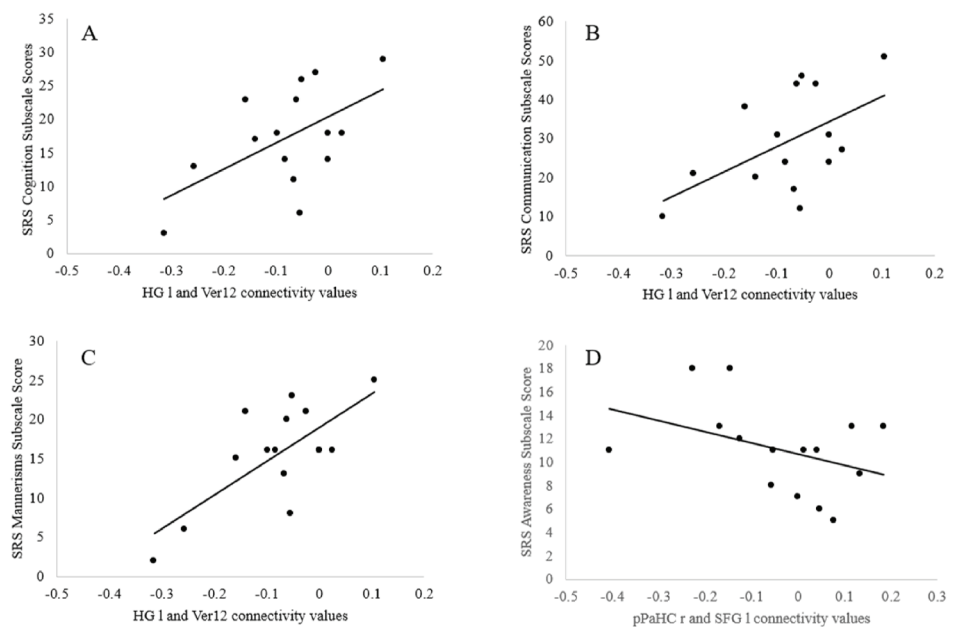 A
SRS Cognition Subscale Scores
35
30
25
20
15
10
5
0
-0.5 -0.4 -0.3 -0.2 -0.1 0 0.1 0.2
HG l and Ver12 connectivity values
B
SRS Communication Subscale Scores
60
50
40
30
20
10
0
-0.5 -0.4 -0.3 -0.2 -0.1 0 0.1 0.2
HG l and Ver12 connectivity values
C
SRS Mannerisms Subscale Score
30
25
20
15
10
5
0
-0.5 -0.4 -0.3 -0.2 -0.1 0 0.1 0.2
HG l and Ver12 connectivity values
D
SRS Awareness Subscale Score
20
18
16
14
12
10
8
6
4
2
0
-0.5 -0.4 -0.3 -0.2 -0.1 0 0.1 0.2 0.3
pPaHC r and SFG l connectivity values